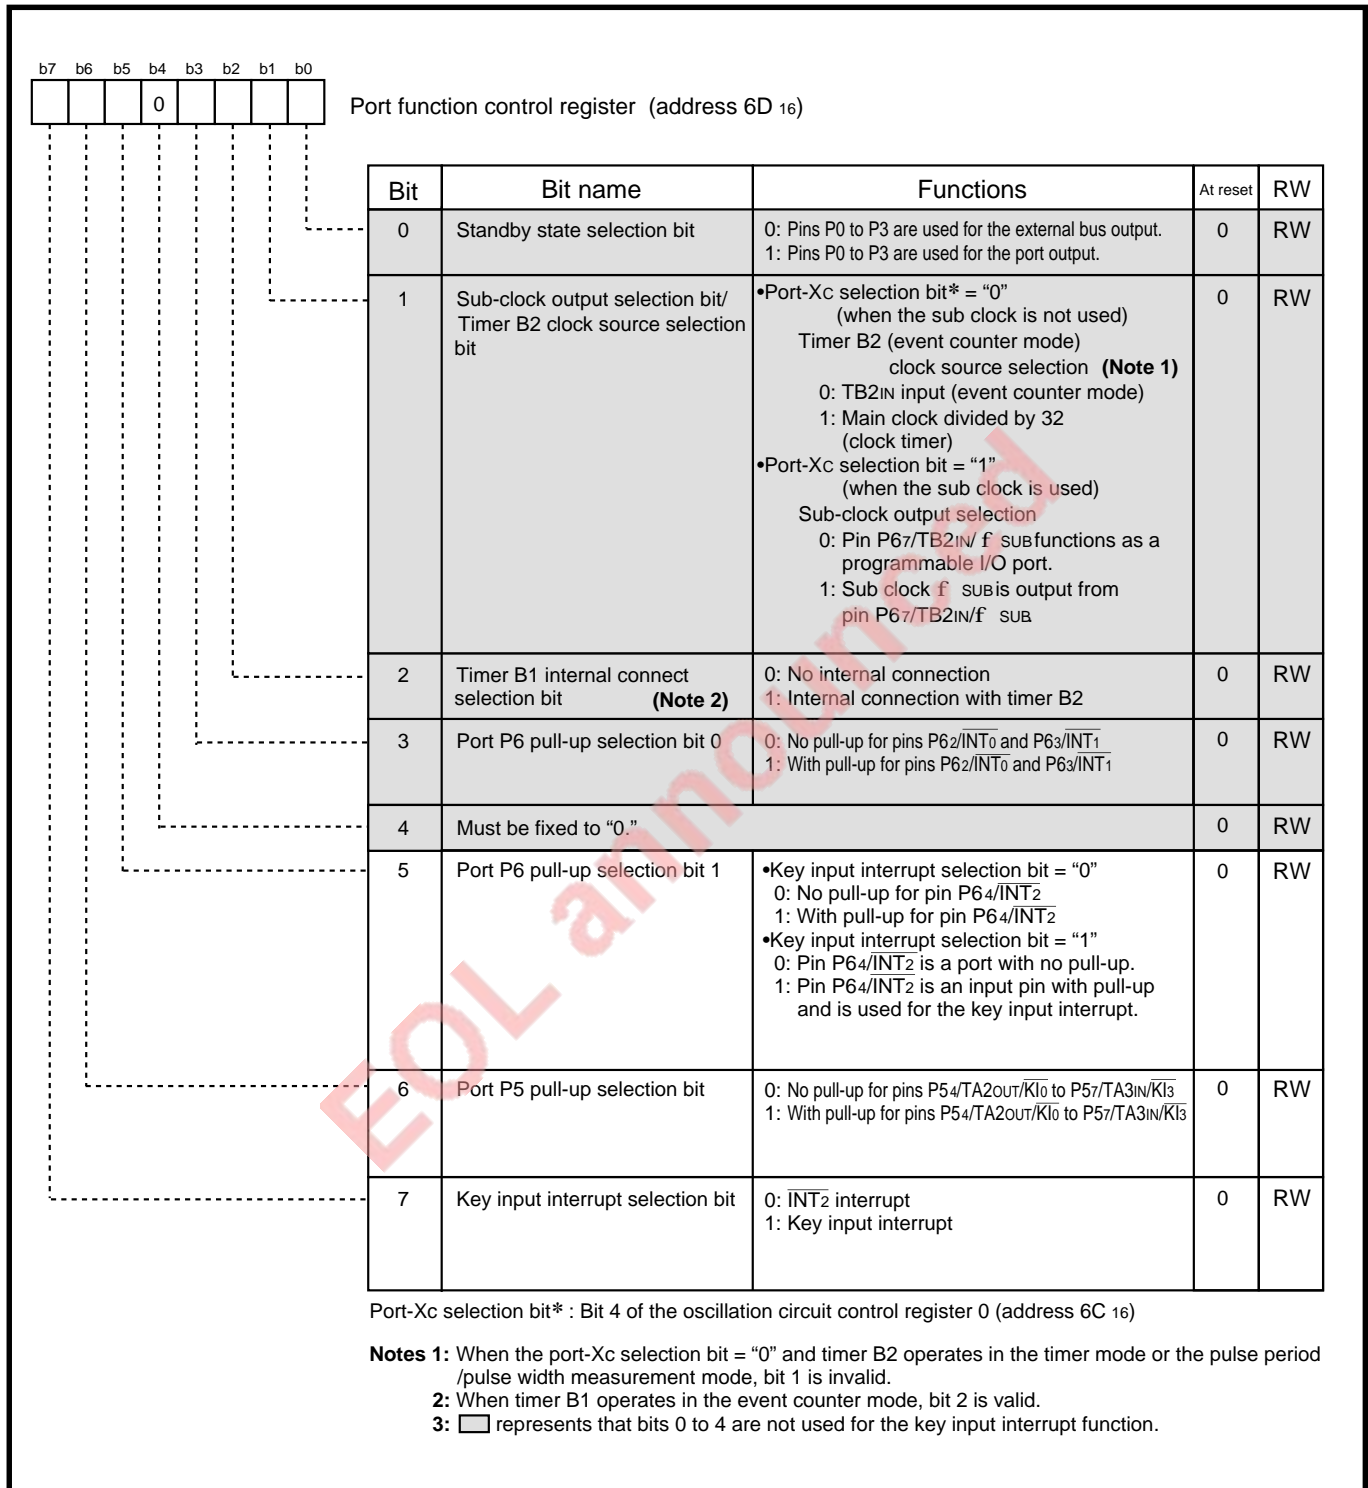 b7 b6 b5 b4 b3 b2 b1 b0
0
Port function control register (address 6D 16)
Bit Bit name Functions At reset RW
0 Standby state selection bit 0: Pins P0 to P3 are used for the external bus output. 0 RW
1: Pins P0 to P3 are used for the port output.
1 Sub-clock output selection bit/ •Port-Xc selection bit* = “0” 0 RW
(when the sub clock is not used)
Timer B2 clock source selection
bit
Timer B2 (event counter mode)
clock source selection (Note 1)
0: TB2IN input (event counter mode)
1: Main clock divided by 32
(clock timer)
•Port-Xc selection bit = “1”
(when the sub clock is used)
Sub-clock output selection
0: Pin P67/TB2IN/ f SUB functions as a
programmable I/O port.
1: Sub clock f SUB is output from
pin P67/TB2IN/f SUB.
2 Timer B1 internal connect 0: No internal connection 0 RW
selection bit (Note 2) 1: Internal connection with timer B2
3 Port P6 pull-up selection bit 0 0: No pull-up for pins P62/INT0 and P63/INT1 0 RW
1: With pull-up for pins P62/INT0 and P63/INT1
4 Must be fixed to “0.” 0 RW
5 Port P6 pull-up selection bit 1 •Key input interrupt selection bit = “0” 0 RW
0: No pull-up for pin P64/INT2
1: With pull-up for pin P64/INT2
•Key input interrupt selection bit = “1”
0: Pin P64/INT2 is a port with no pull-up.
1: Pin P64/INT2 is an input pin with pull-up
and is used for the key input interrupt.
6 Port P5 pull-up selection bit 0: No pull-up for pins P54/TA2OUT/KI0 to P57/TA3IN/KI3 0 RW
1: With pull-up for pins P54/TA2OUT/KI0 to P57/TA3IN/KI3
7 Key input interrupt selection bit 0: INT2 interrupt 0 RW
1: Key input interrupt
Port-Xc selection bit* : Bit 4 of the oscillation circuit control register 0 (address 6C 16)
Notes 1: When the port-Xc selection bit = “0” and timer B2 operates in the timer mode or the pulse period
/pulse width measurement mode, bit 1 is invalid.
2: When timer B1 operates in the event counter mode, bit 2 is valid.
3: represents that bits 0 to 4 are not used for the key input interrupt function.
EOL announced